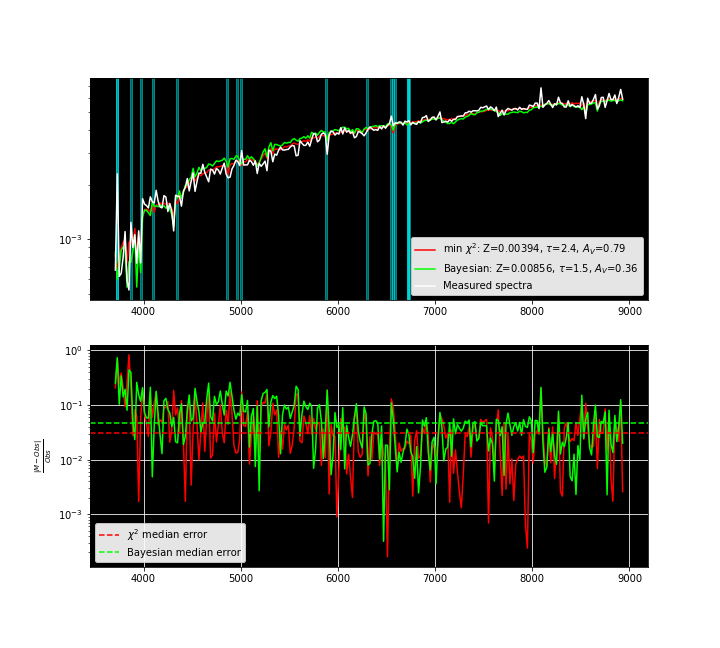 10⁻³
min χ²: Z=0.00394, τ=2.4, A_V=0.79
Bayesian: Z=0.00856, τ=1.5, A_V=0.36
Measured spectra
4000 5000 6000 7000 8000 9000
10⁰
10⁻¹
10⁻²
10⁻³
|M − Obs|
Obs
χ² median error
Bayesian median error
4000 5000 6000 7000 8000 9000